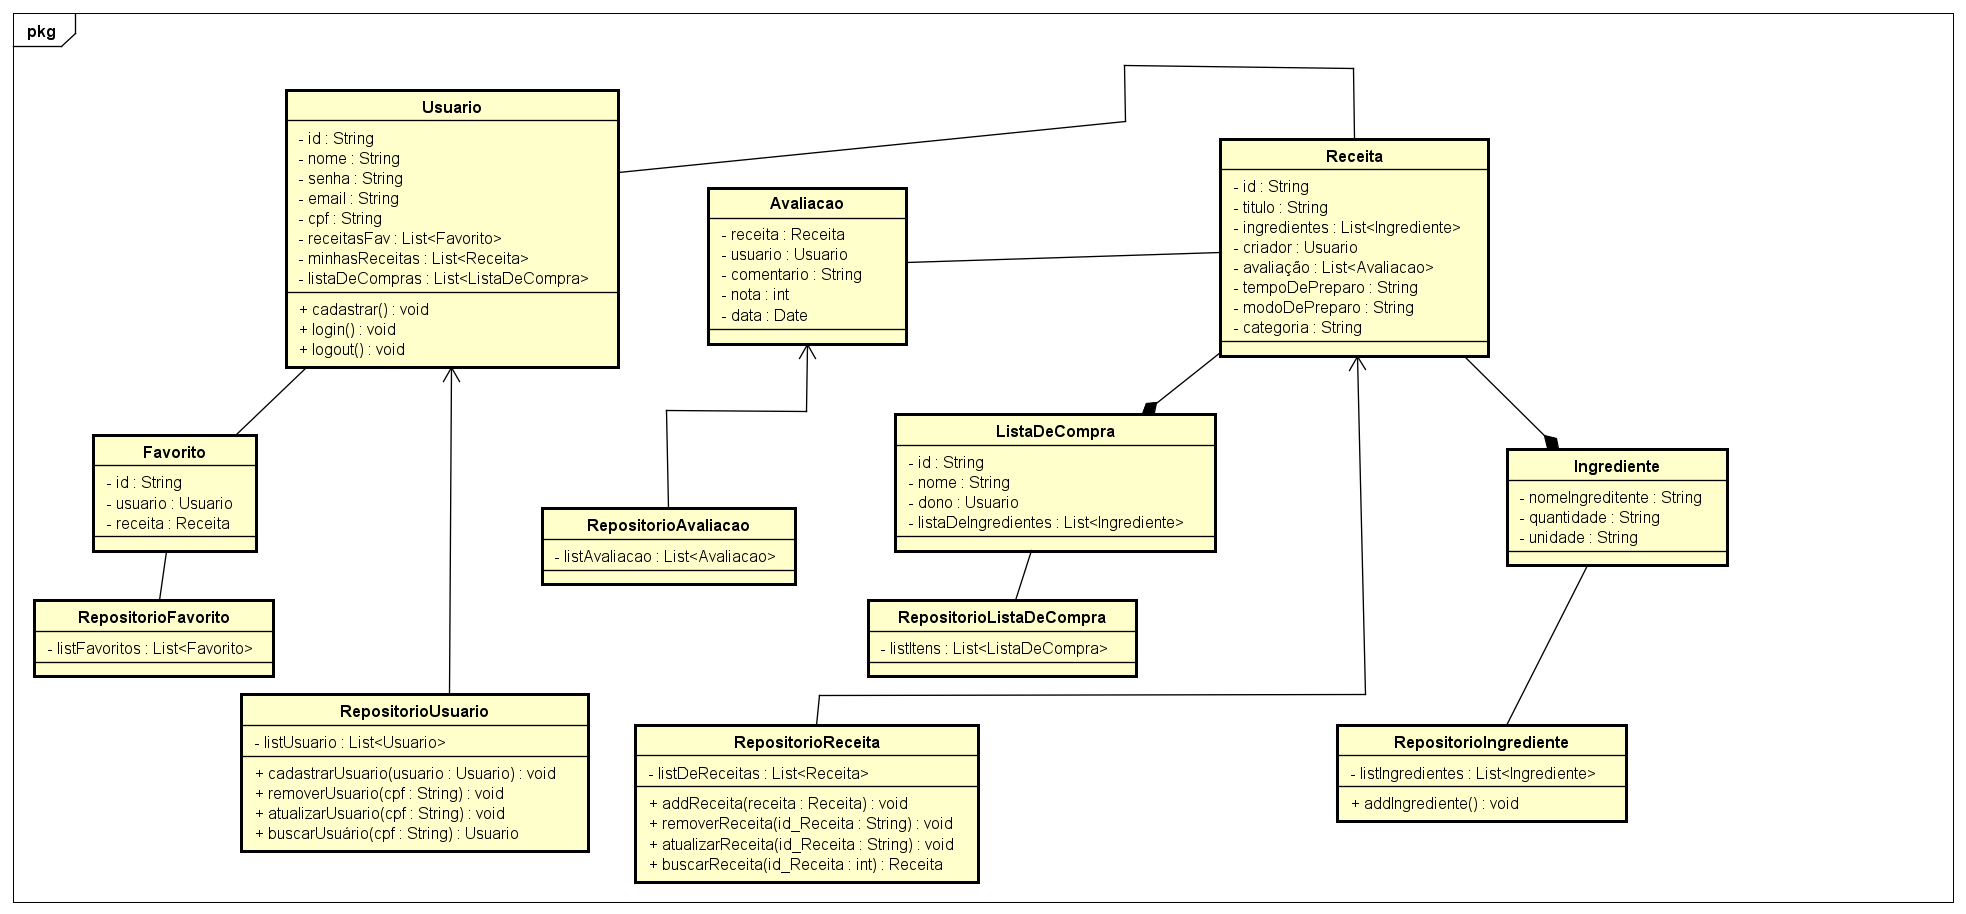 pkg
Usuario
- id : String
- nome : String
- senha : String
- email : String
- cpf : String
- receitasFav : List<Favorito>
- minhasReceitas : List<Receita>
- listaDeCompras : List<ListaDeCompra>
+ cadastrar() : void
+ login() : void
+ logout() : void
Receita
- id : String
- titulo : String
- ingredientes : List<Ingrediente>
- criador : Usuario
- avaliação : List<Avaliacao>
- tempoDePreparo : String
- modoDePreparo : String
- categoria : String
Avaliacao
- receita : Receita
- usuario : Usuario
- comentario : String
- nota : int
- data : Date
Favorito
- id : String
- usuario : Usuario
- receita : Receita
ListaDeCompra
- id : String
- nome : String
- dono : Usuario
- listaDeIngredientes : List<Ingrediente>
Ingrediente
- nomeIngreditente : String
- quantidade : String
- unidade : String
RepositorioAvaliacao
- listAvaliacao : List<Avaliacao>
RepositorioFavorito
- listFavoritos : List<Favorito>
RepositorioListaDeCompra
- listItens : List<ListaDeCompra>
RepositorioUsuario
- listUsuario : List<Usuario>
+ cadastrarUsuario(usuario : Usuario) : void
+ removerUsuario(cpf : String) : void
+ atualizarUsuario(cpf : String) : void
+ buscarUsuário(cpf : String) : Usuario
RepositorioReceita
- listDeReceitas : List<Receita>
+ addReceita(receita : Receita) : void
+ removerReceita(id_Receita : String) : void
+ atualizarReceita(id_Receita : String) : void
+ buscarReceita(id_Receita : int) : Receita
RepositorioIngrediente
- listIngredientes : List<Ingrediente>
+ addIngrediente() : void